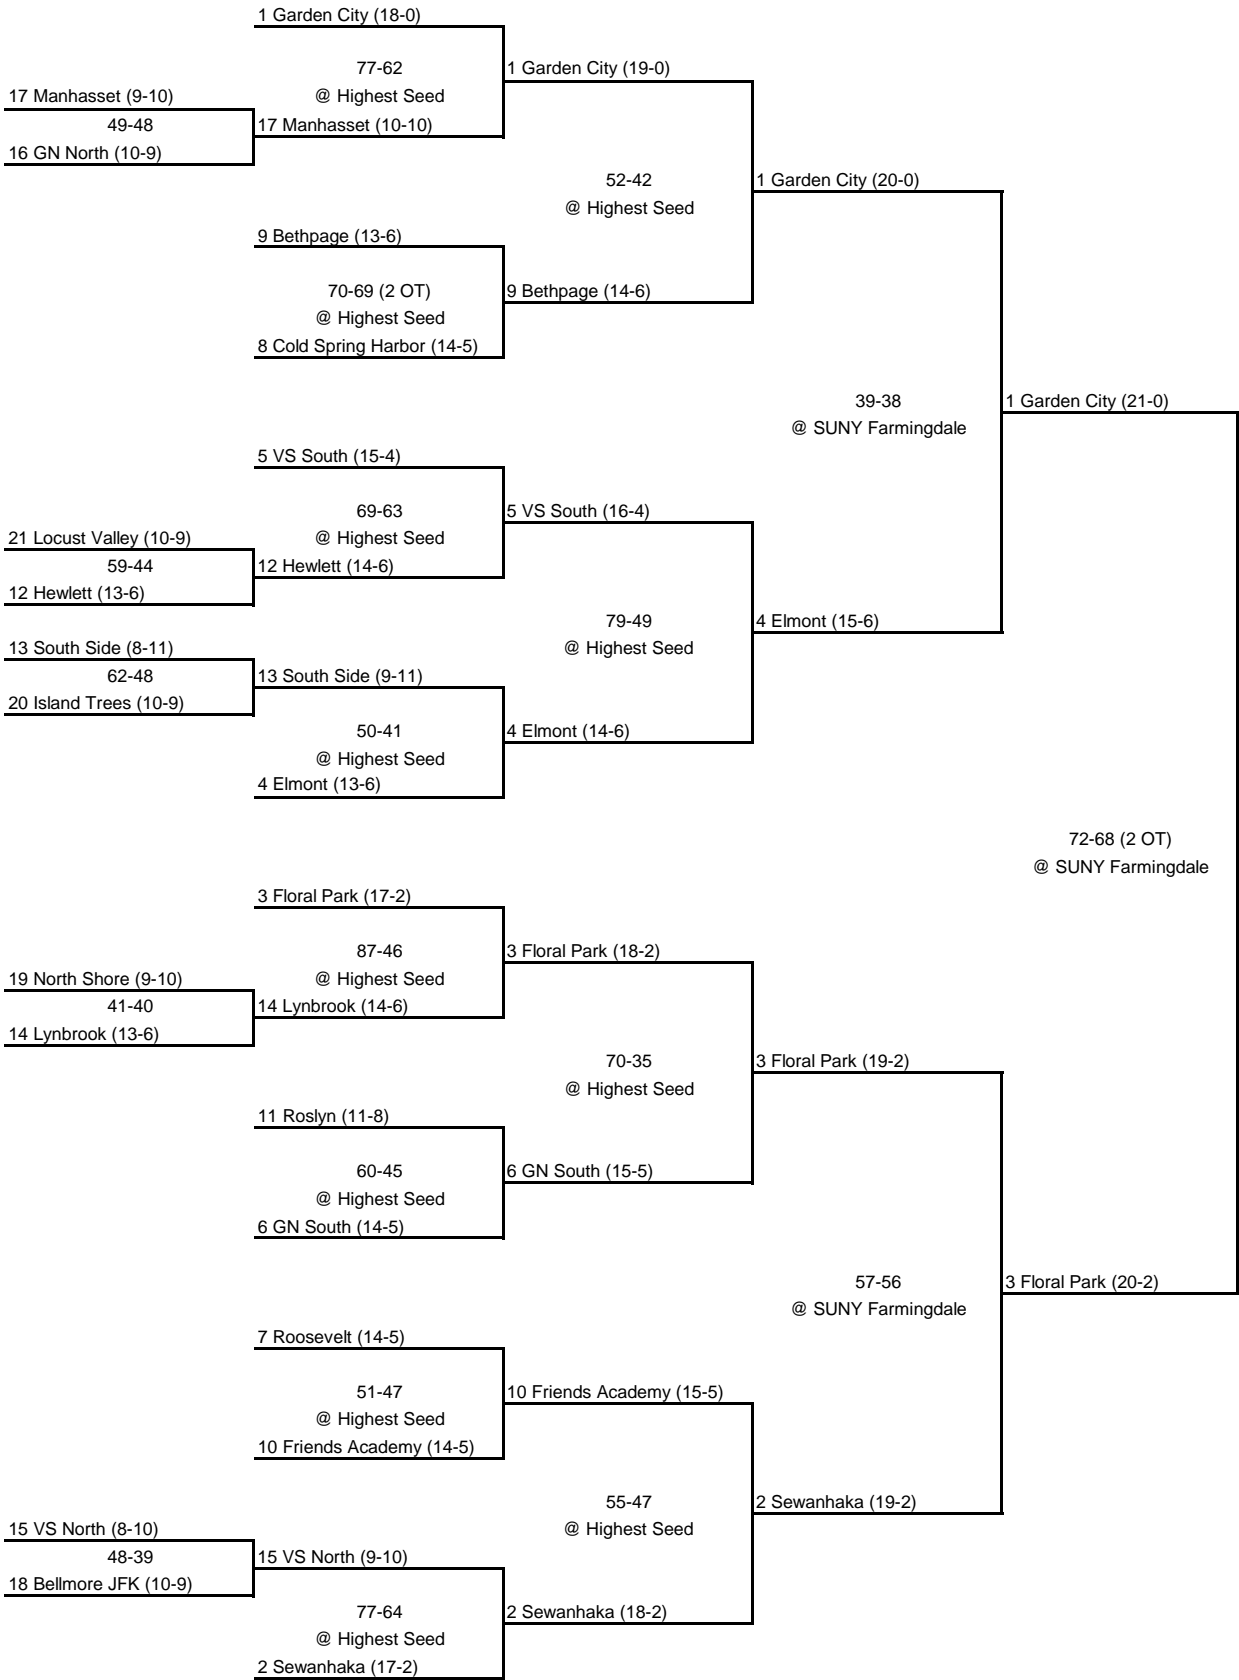 1 Garden City (18-0)
77-62
@ Highest Seed
1 Garden City (19-0)
17 Manhasset (9-10)
49-48
17 Manhasset (10-10)
16 GN North (10-9)
52-42
@ Highest Seed
1 Garden City (20-0)
9 Bethpage (13-6)
70-69 (2 OT)
@ Highest Seed
9 Bethpage (14-6)
8 Cold Spring Harbor (14-5)
39-38
@ SUNY Farmingdale
1 Garden City (21-0)
5 VS South (15-4)
69-63
@ Highest Seed
5 VS South (16-4)
21 Locust Valley (10-9)
59-44
12 Hewlett (14-6)
12 Hewlett (13-6)
79-49
@ Highest Seed
4 Elmont (15-6)
13 South Side (8-11)
62-48
13 South Side (9-11)
20 Island Trees (10-9)
50-41
@ Highest Seed
4 Elmont (14-6)
4 Elmont (13-6)
72-68 (2 OT)
@ SUNY Farmingdale
3 Floral Park (17-2)
87-46
@ Highest Seed
3 Floral Park (18-2)
19 North Shore (9-10)
41-40
14 Lynbrook (14-6)
14 Lynbrook (13-6)
70-35
@ Highest Seed
3 Floral Park (19-2)
11 Roslyn (11-8)
60-45
@ Highest Seed
6 GN South (15-5)
6 GN South (14-5)
57-56
@ SUNY Farmingdale
3 Floral Park (20-2)
7 Roosevelt (14-5)
51-47
@ Highest Seed
10 Friends Academy (15-5)
10 Friends Academy (14-5)
55-47
@ Highest Seed
2 Sewanhaka (19-2)
15 VS North (8-10)
48-39
15 VS North (9-10)
18 Bellmore JFK (10-9)
77-64
@ Highest Seed
2 Sewanhaka (18-2)
2 Sewanhaka (17-2)